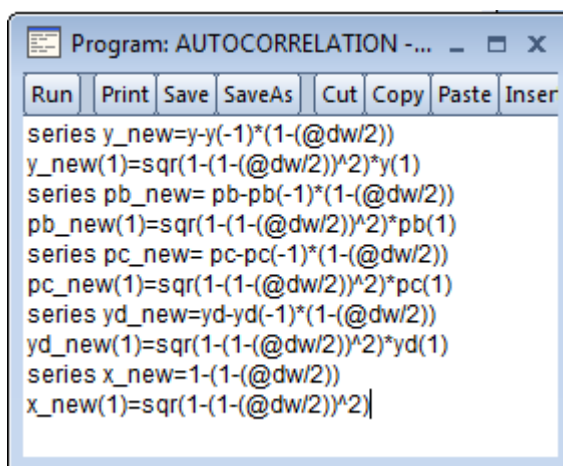 Program: AUTOCORRELATION -...
Run Print Save SaveAs Cut Copy Paste Inser
series y_new=y-y(-1)*(1-(@dw/2))
y_new(1)=sqr(1-(1-(@dw/2))^2)*y(1)
series pb_new= pb-pb(-1)*(1-(@dw/2))
pb_new(1)=sqr(1-(1-(@dw/2))^2)*pb(1)
series pc_new= pc-pc(-1)*(1-(@dw/2))
pc_new(1)=sqr(1-(1-(@dw/2))^2)*pc(1)
series yd_new=yd-yd(-1)*(1-(@dw/2))
yd_new(1)=sqr(1-(1-(@dw/2))^2)*yd(1)
series x_new=1-(1-(@dw/2))
x_new(1)=sqr(1-(1-(@dw/2))^2)